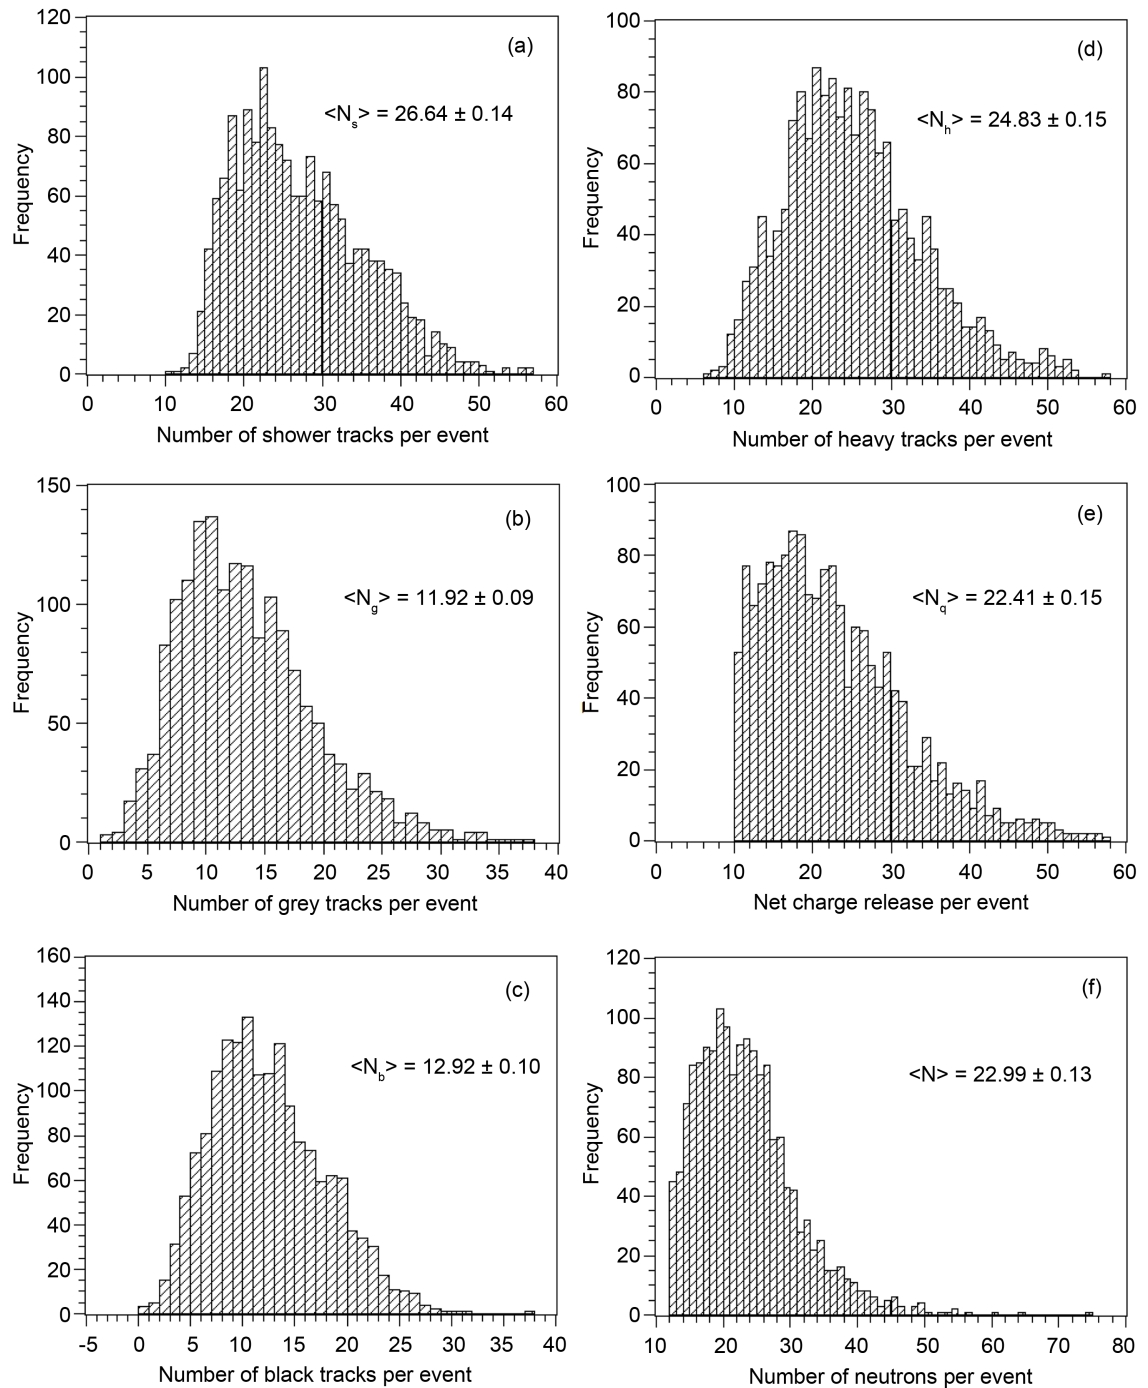 120
100
80
60
40
20
0
Frequency
(a)
<Ns> = 26.64 ± 0.14
0 10 20 30 40 50 60
Number of shower tracks per event
100
80
60
40
20
0
Frequency
(d)
<Nh> = 24.83 ± 0.15
0 10 20 30 40 50 60
Number of heavy tracks per event
150
100
50
0
Frequency
(b)
<Ng> = 11.92 ± 0.09
0 5 10 15 20 25 30 35 40
Number of grey tracks per event
100
80
60
40
20
0
Frequency
(e)
<Nq> = 22.41 ± 0.15
0 10 20 30 40 50 60
Net charge release per event
160
140
120
100
80
60
40
20
0
Frequency
(c)
<Nb> = 12.92 ± 0.10
-5 0 5 10 15 20 25 30 35 40
Number of black tracks per event
120
100
80
60
40
20
0
Frequency
(f)
<N> = 22.99 ± 0.13
10 20 30 40 50 60 70 80
Number of neutrons per event